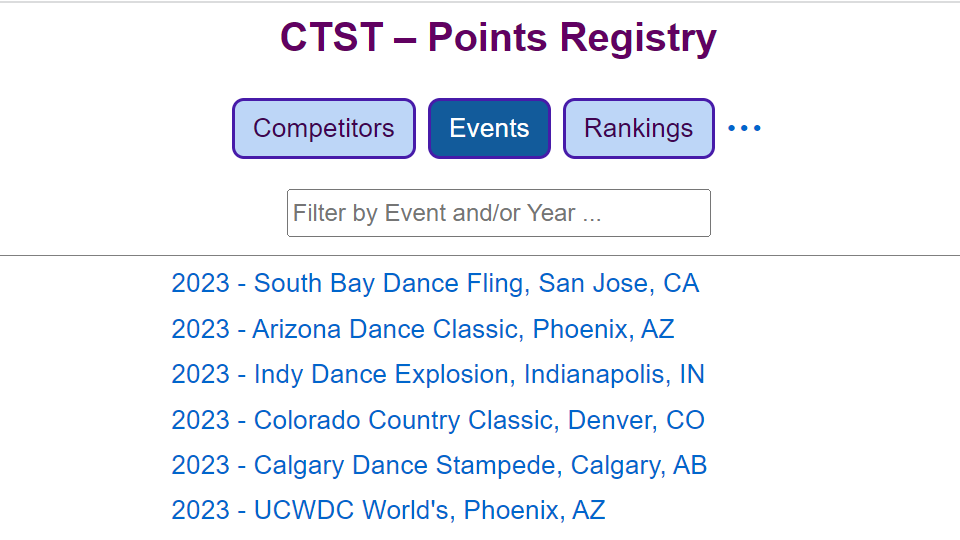 CTST – Points Registry
Competitors Events Rankings ...
Filter by Event and/or Year ...
2023 - South Bay Dance Fling, San Jose, CA
2023 - Arizona Dance Classic, Phoenix, AZ
2023 - Indy Dance Explosion, Indianapolis, IN
2023 - Colorado Country Classic, Denver, CO
2023 - Calgary Dance Stampede, Calgary, AB
2023 - UCWDC World's, Phoenix, AZ